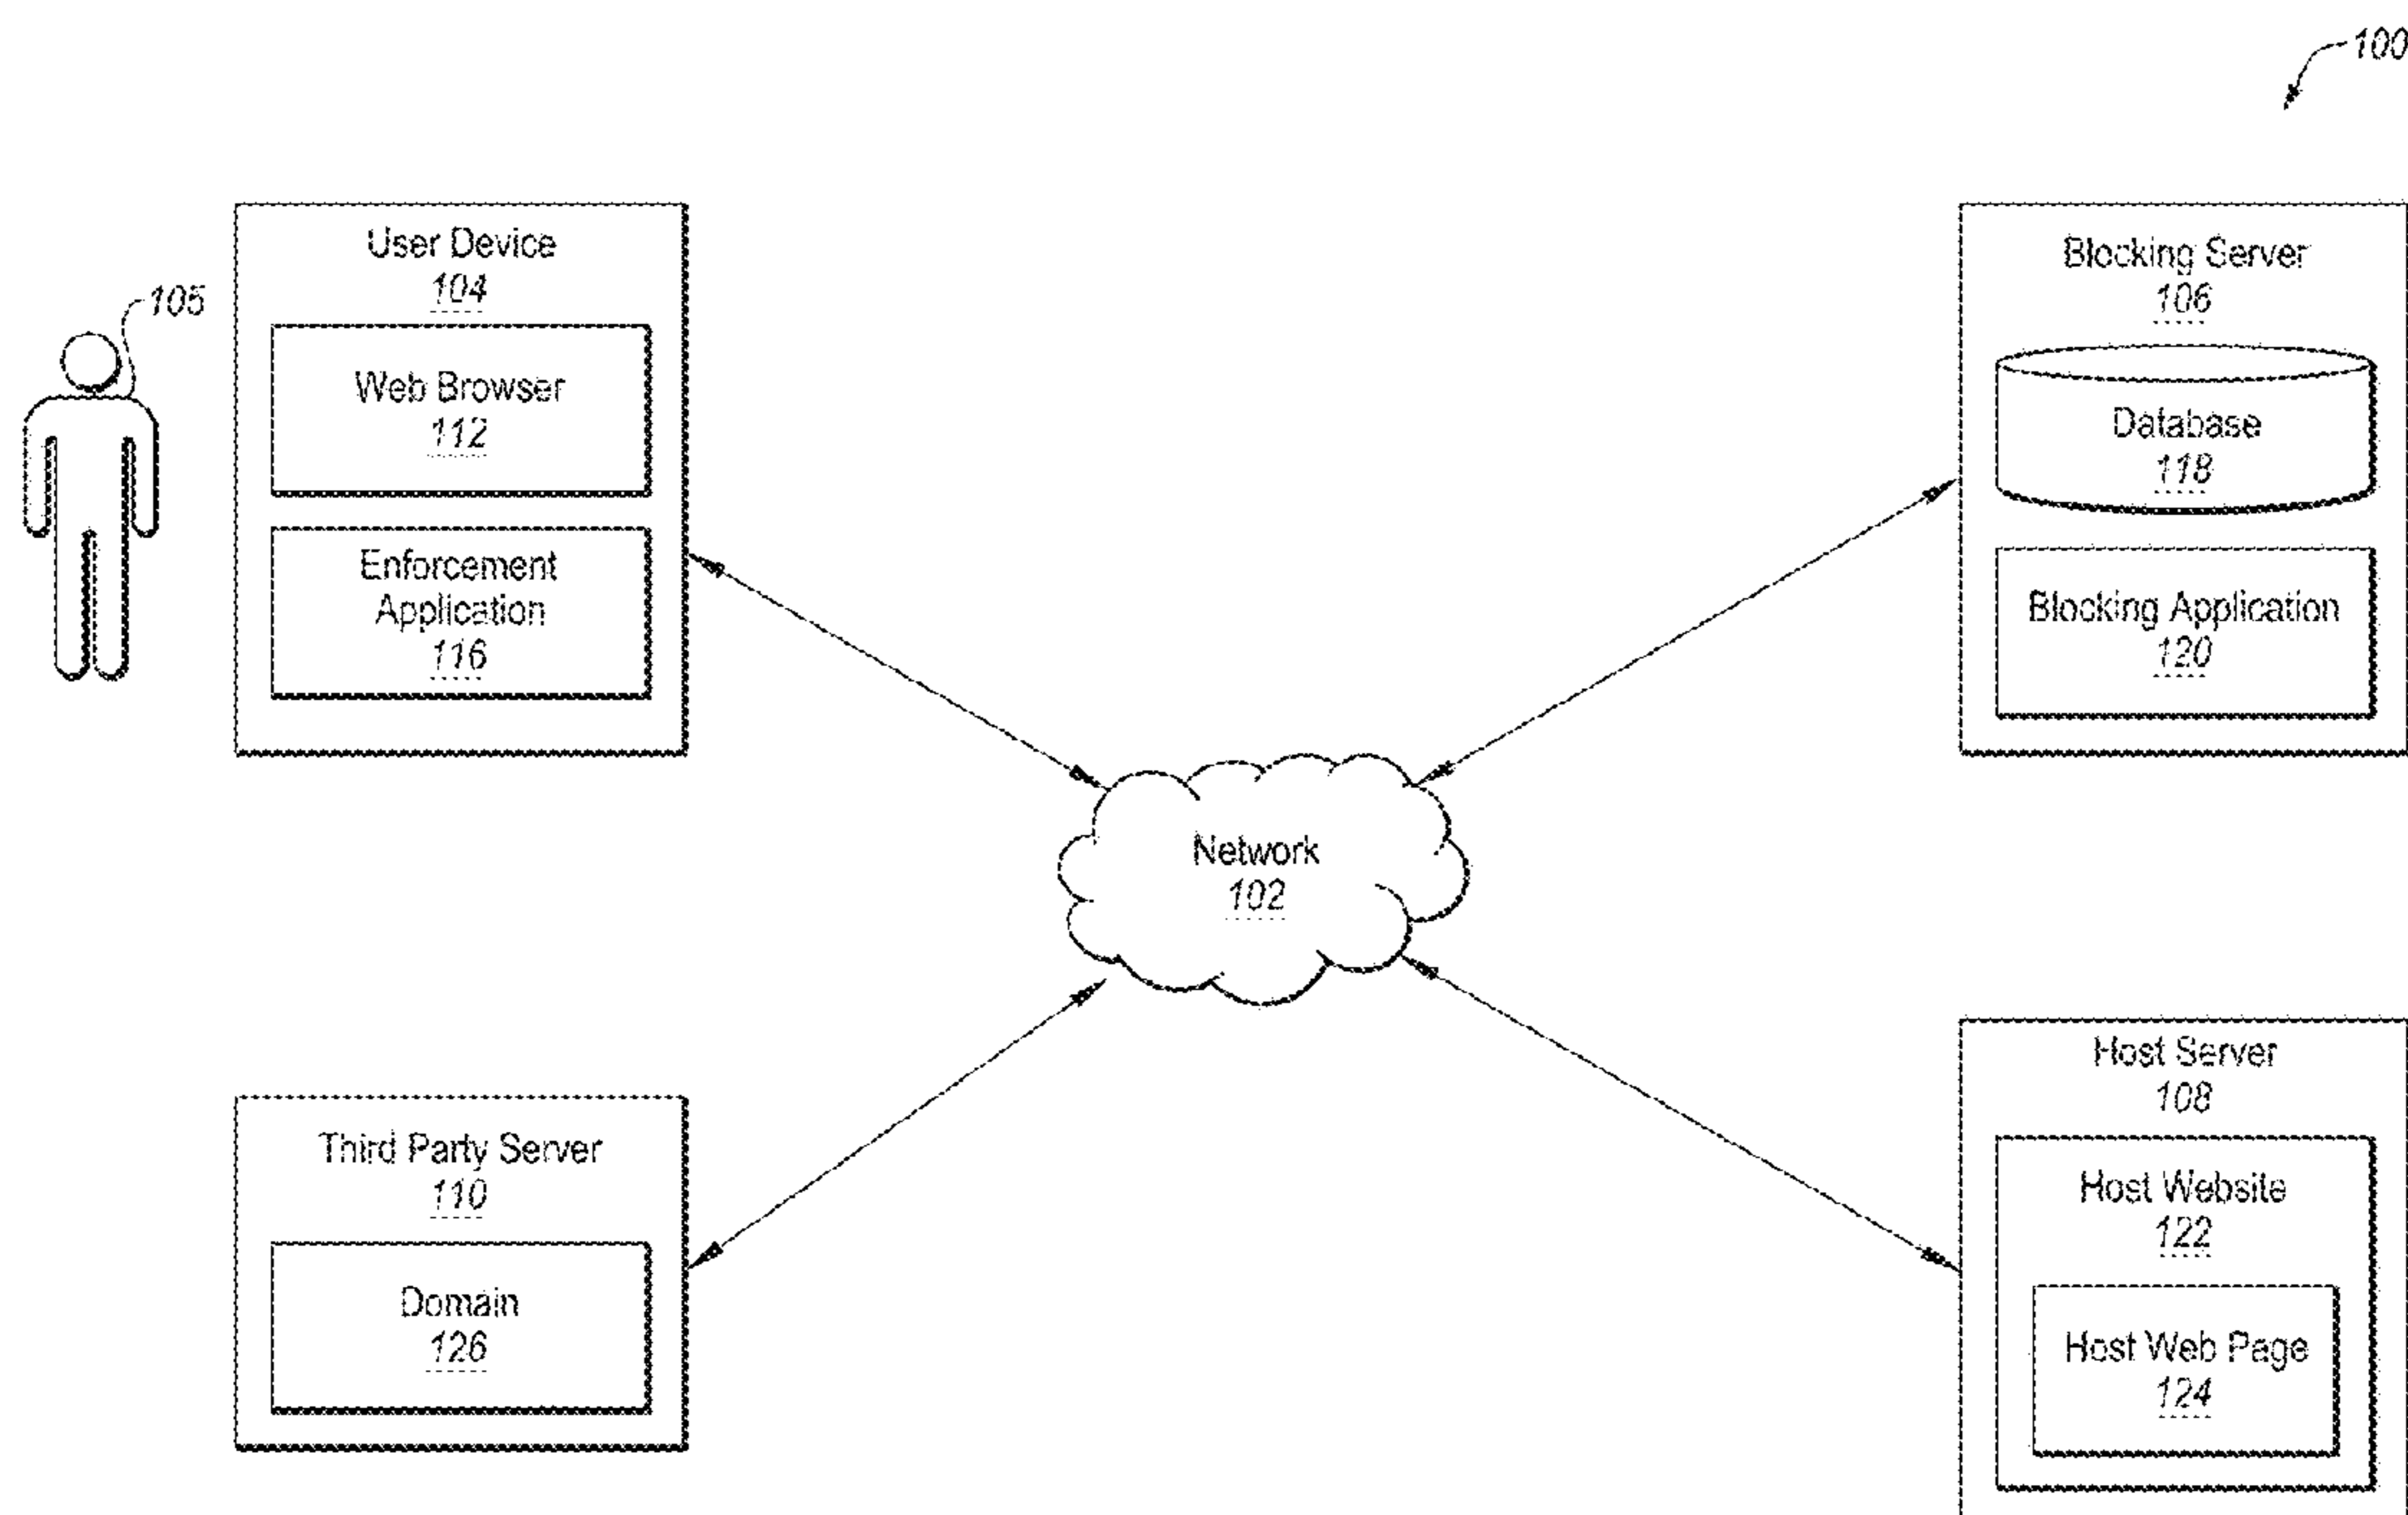 100
User Device
104
105
Web Browser
112
Enforcement
Application
116
Blocking Server
106
Database
118
Blocking Application
120
Network
102
Third Party Server
110
Domain
126
Host Server
108
Host Website
122
Host Web Page
124